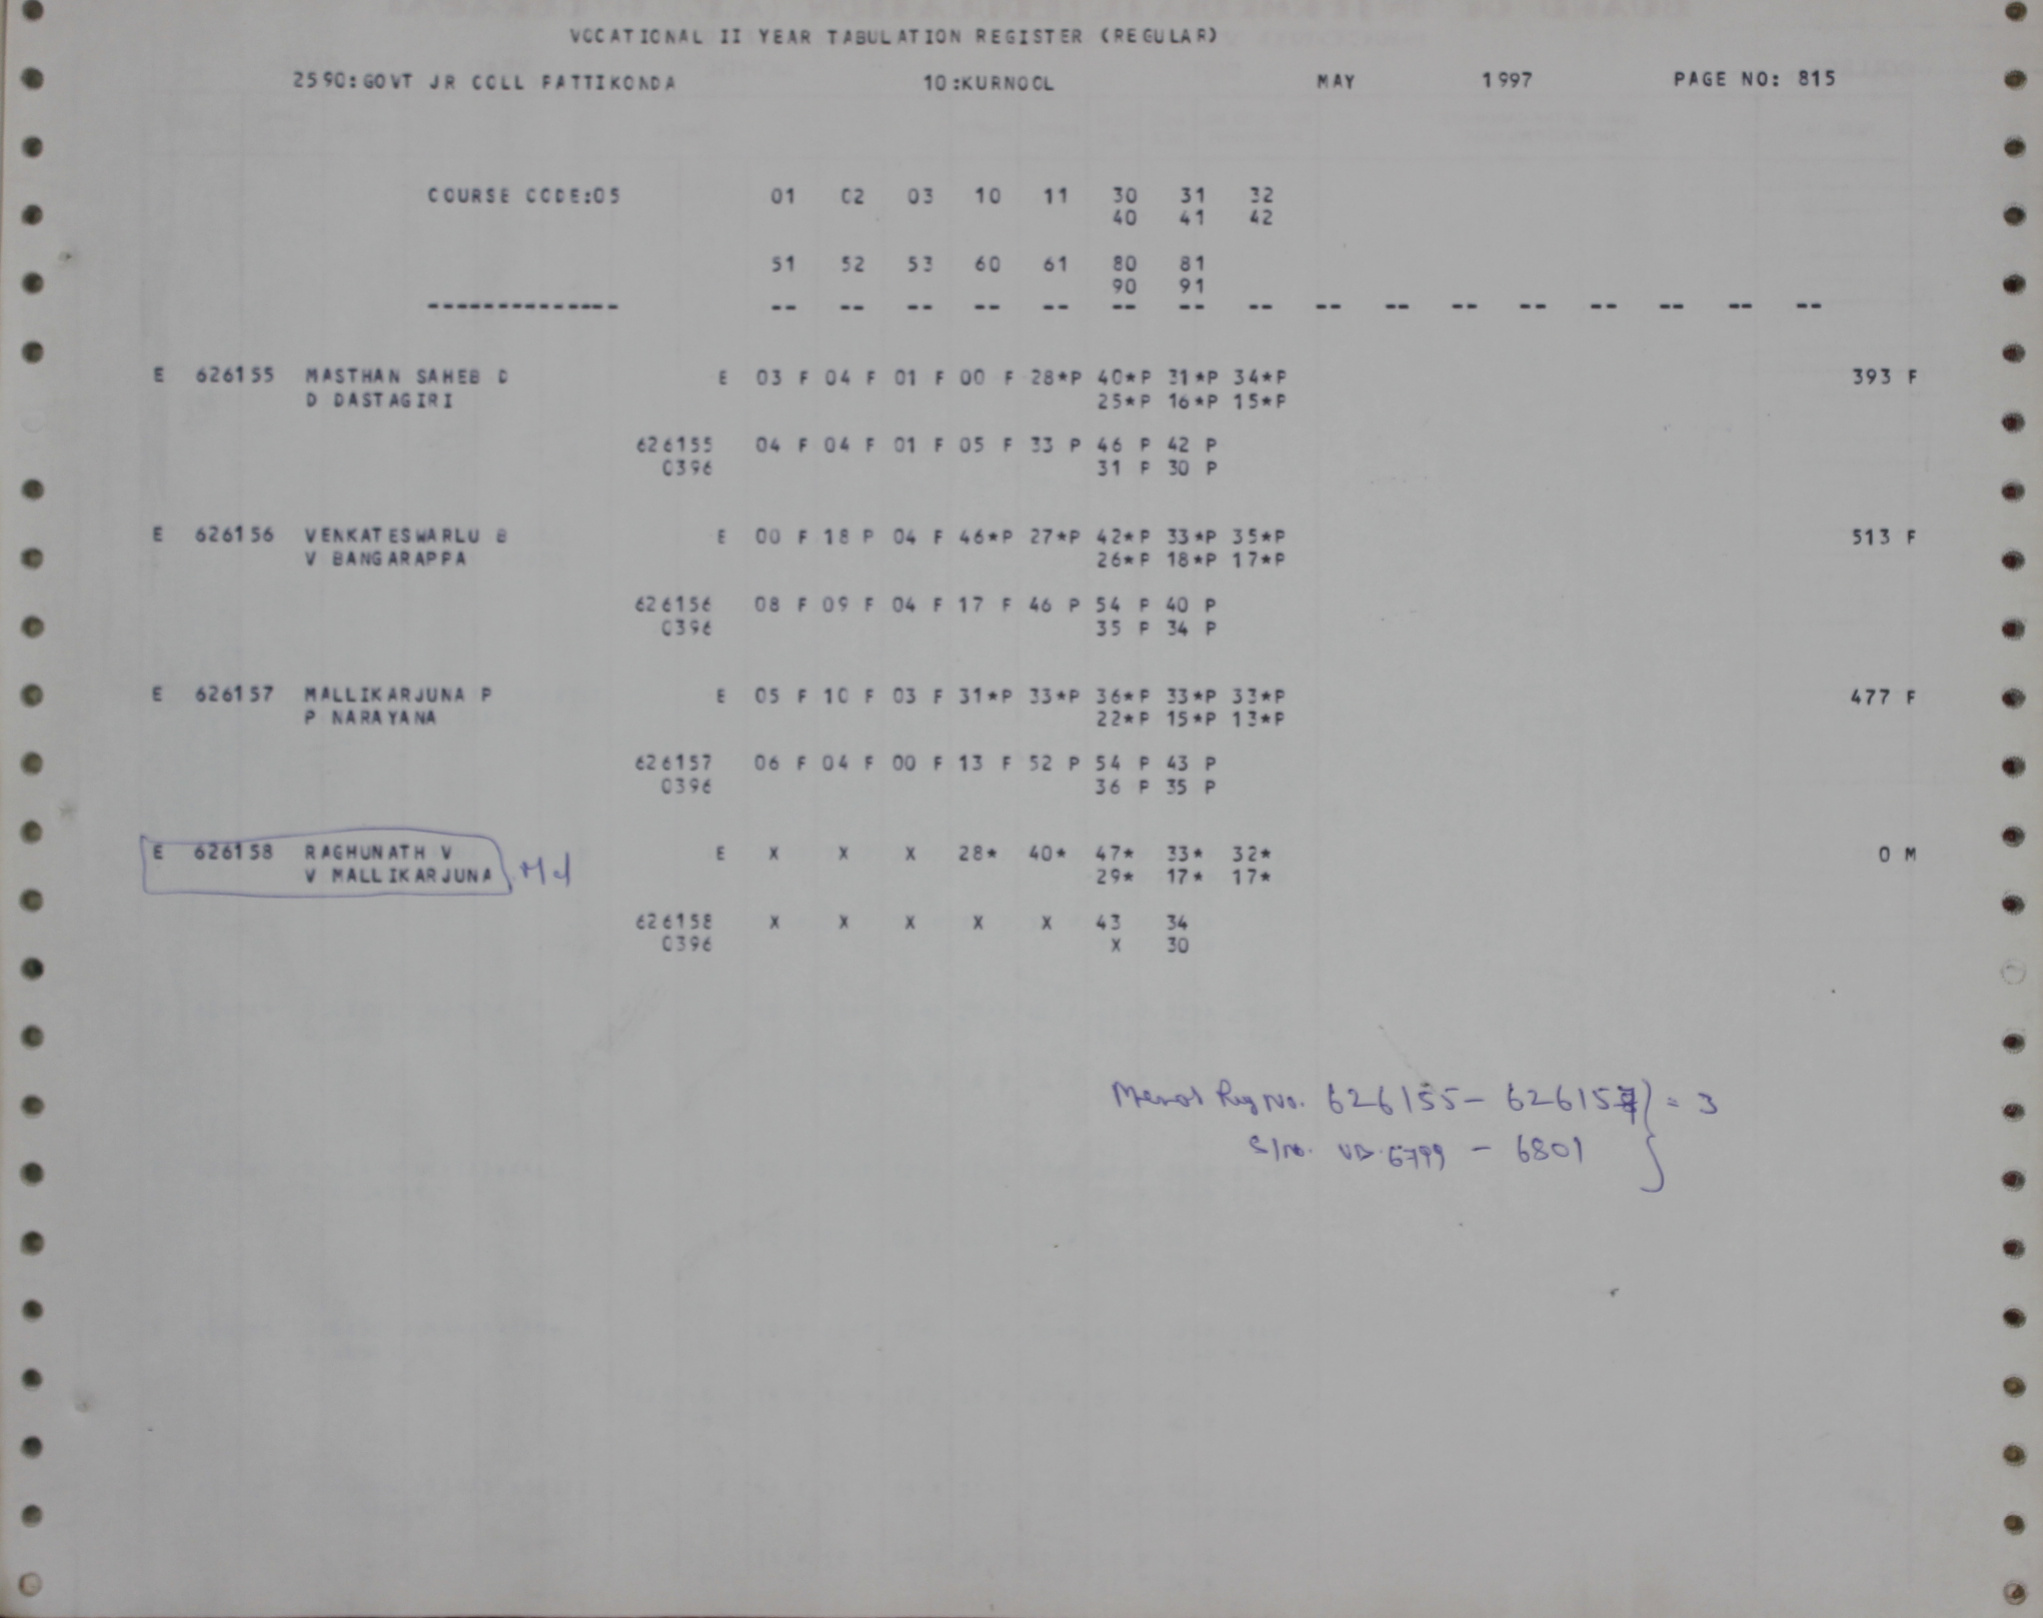 VOCATIONAL II YEAR TABULATION REGISTER (REGULAR)
2590:GOVT JR COLL PATTIKONDA 10:KURNOOL MAY 1997 PAGE NO: 815
COURSE CODE:05 01 02 03 10 11 30 31 32
40 41 42
51 52 53 60 61 80 81
90 91
-------------- -- -- -- -- -- -- -- -- -- -- -- -- -- -- -- --
E 626155 MASTHAN SAHEB D E 03 F 04 F 01 F 00 F 28*P 40*P 31*P 34*P 393 F
D DASTAGIRI 25*P 16*P 15*P
626155 04 F 04 F 01 F 05 F 33 P 46 P 42 P
0396 31 P 30 P
E 626156 VENKATESWARLU B E 00 F 18 P 04 F 46*P 27*P 42*P 33*P 35*P 513 F
V BANGARAPPA 26*P 18*P 17*P
626156 08 F 09 F 04 F 17 F 46 P 54 P 40 P
0396 35 P 34 P
E 626157 MALLIKARJUNA P E 05 F 10 F 03 F 31*P 33*P 36*P 33*P 33*P 477 F
P NARAYANA 22*P 15*P 13*P
626157 06 F 04 F 00 F 13 F 52 P 54 P 43 P
0396 36 P 35 P
E 626158 RAGHUNATH V E X X X 28* 40* 47* 33* 32* 0 M
V MALLIKARJUNA 29* 17* 17*
626158 X X X X X 43 34
0396 X 30
Memos Reg No. 626155 - 626157 } = 3
S/no. 6799 - 6801